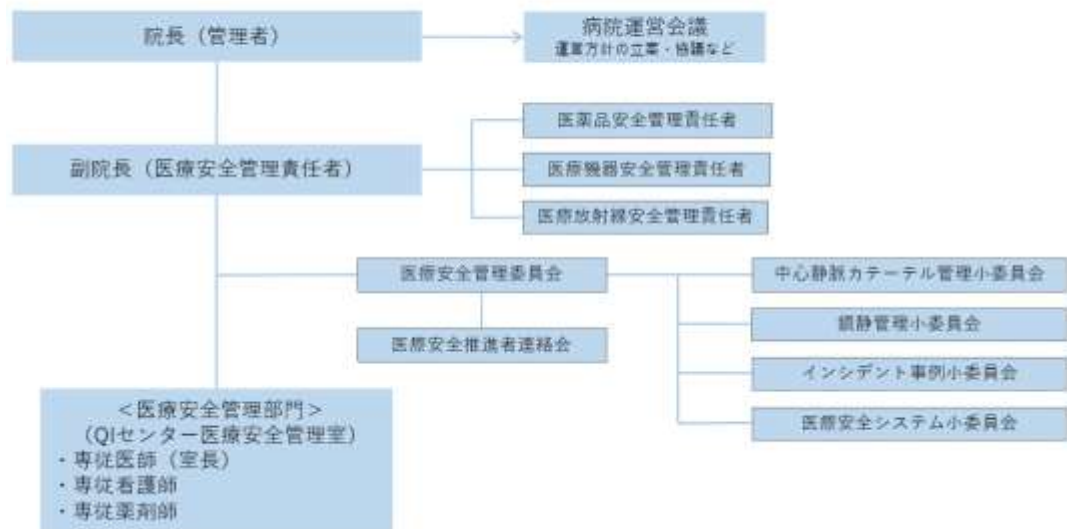 院長（管理者）
病院運営会議
運営方針の立案・協議など
医薬品安全管理責任者
副院長（医療安全管理責任者）
医療機器安全管理責任者
医療放射線安全管理責任者
医療安全管理委員会
中心静脈カテーテル管理小委員会
鎮静管理小委員会
医療安全推進者連絡会
インシデント事例小委員会
医療安全システム小委員会
＜医療安全管理部門＞
（QIセンター医療安全管理室）
・専従医師（室長）
・専従看護師
・専従薬剤師